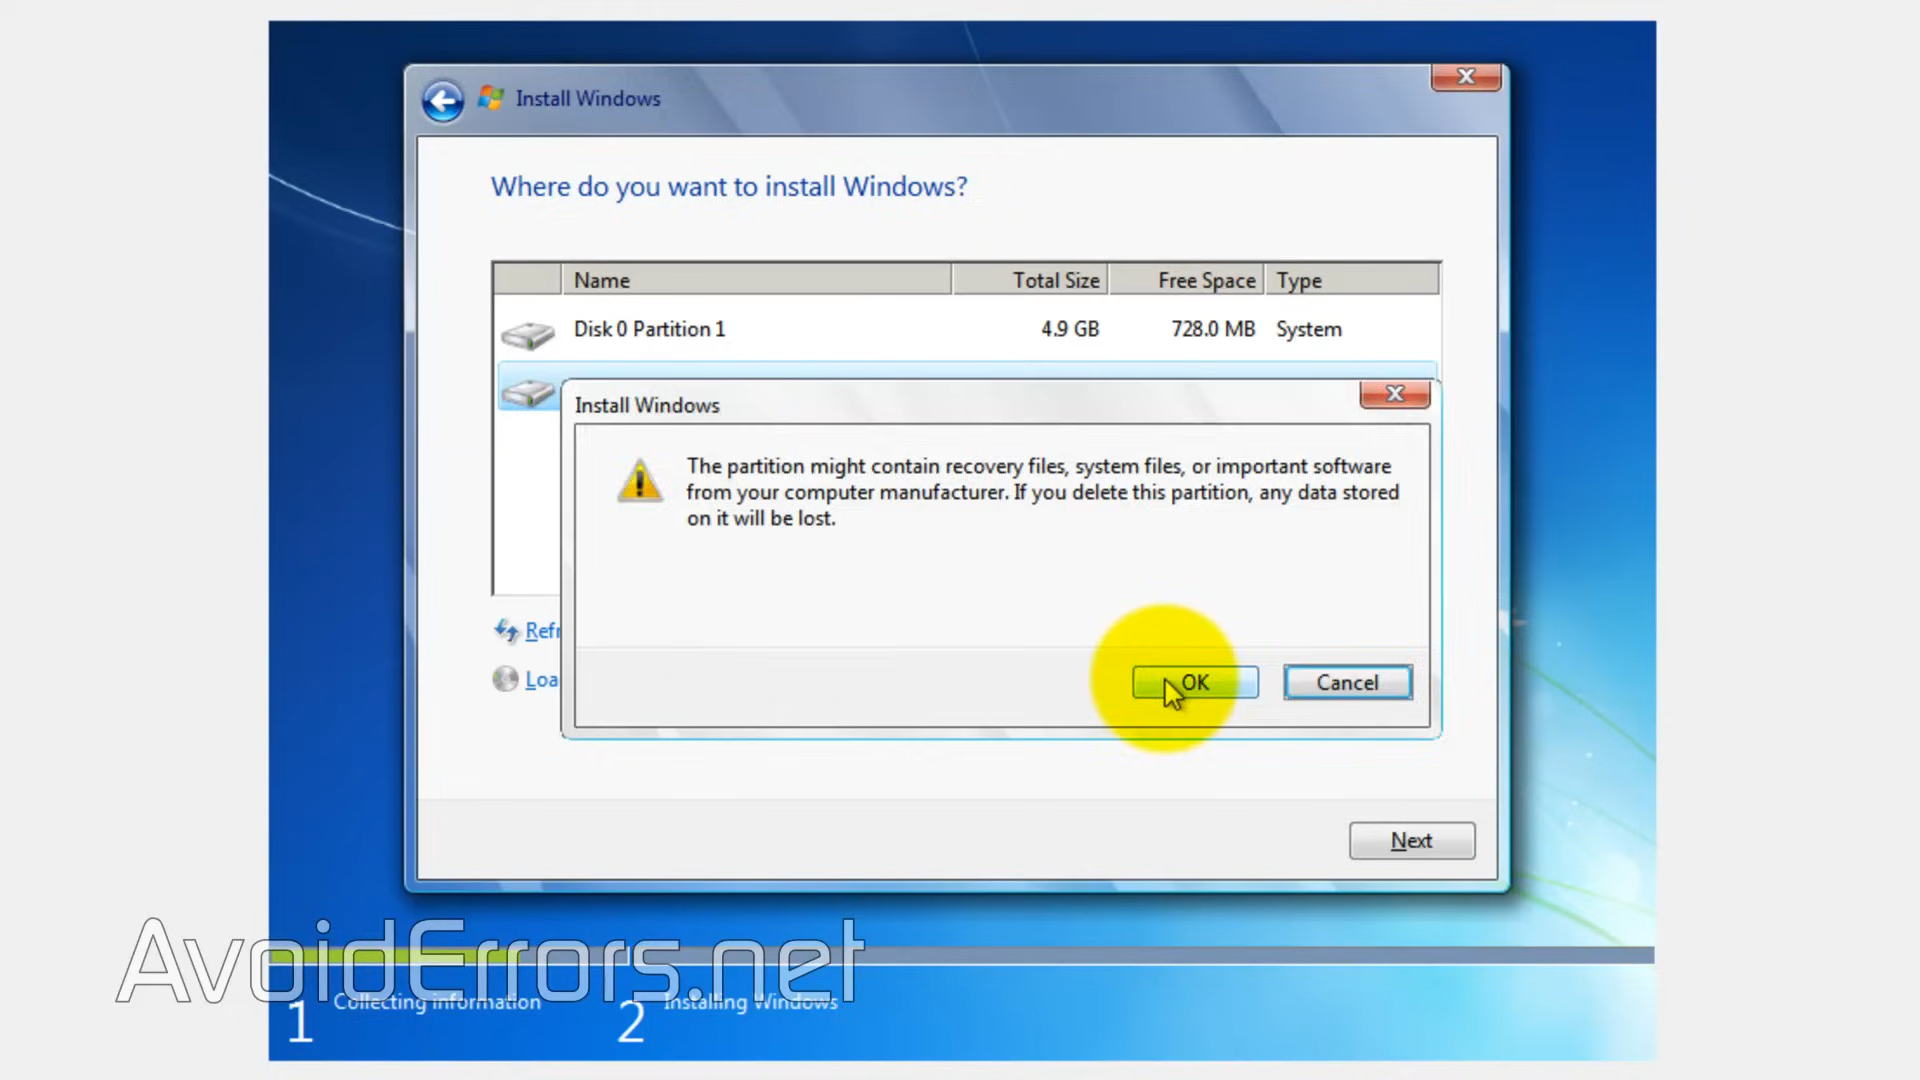 Install Windows
Where do you want to install Windows?
Name Total Size Free Space Type
Disk 0 Partition 1 4.9 GB 728.0 MB System
Install Windows
The partition might contain recovery files, system files, or important software
from your computer manufacturer. If you delete this partition, any data stored
on it will be lost.
Refr
Loa
OK Cancel
Next
AvoidErrors.net
1 Collecting information 2 Installing Windows